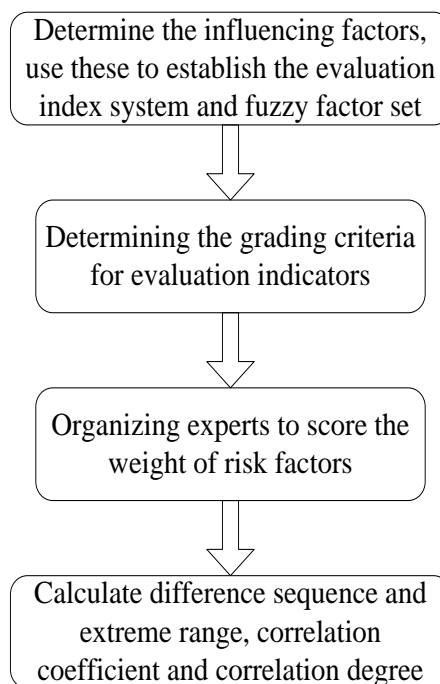 Determine the influencing factors,
use these to establish the evaluation
index system and fuzzy factor set
Determining the grading criteria
for evaluation indicators
Organizing experts to score the
weight of risk factors
Calculate difference sequence and
extreme range, correlation
coefficient and correlation degree